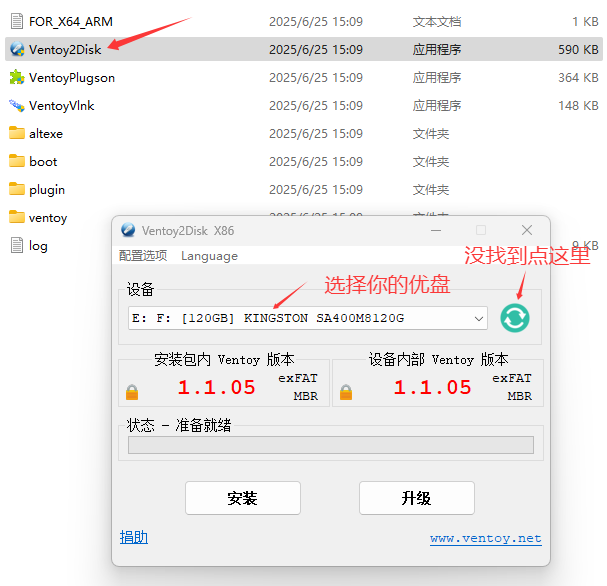 FOR_X64_ARM 2025/6/25 15:09 文本文档 1 KB
Ventoy2Disk 2025/6/25 15:09 应用程序 590 KB
VentoyPlugson 2025/6/25 15:09 应用程序 364 KB
VentoyVlnk 2025/6/25 15:09 应用程序 148 KB
altexe 2025/6/25 15:09 文件夹
boot 2025/6/25 15:09 文件夹
plugin 2025/6/25 15:09 文件夹
ventoy 2025/6/25 15:09 文件夹
log 9 KB
Ventoy2Disk X86
配置选项 Language
没找到点这里
设备
选择你的优盘
E: F: [120GB] KINGSTON SA400M8120G
安装包内 Ventoy 版本
1.1.05
exFAT
MBR
设备内部 Ventoy 版本
1.1.05
exFAT
MBR
状态 - 准备就绪
安装
升级
捐助
www.ventoy.net